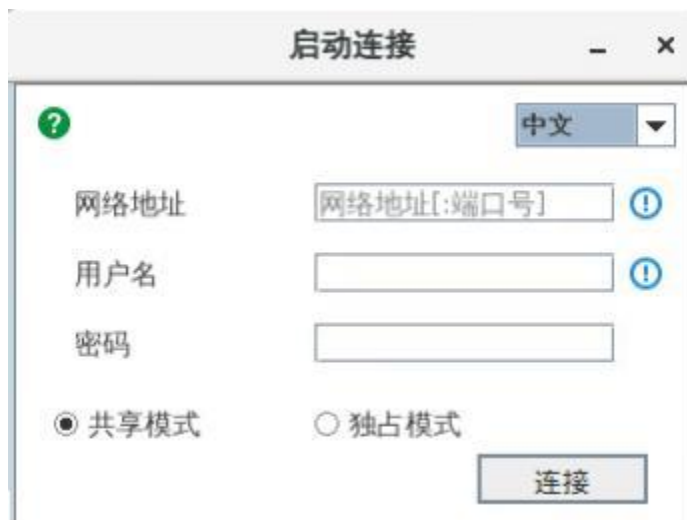 启动连接
中文
网络地址 网络地址[:端口号]
用户名
密码
共享模式 独占模式
连接